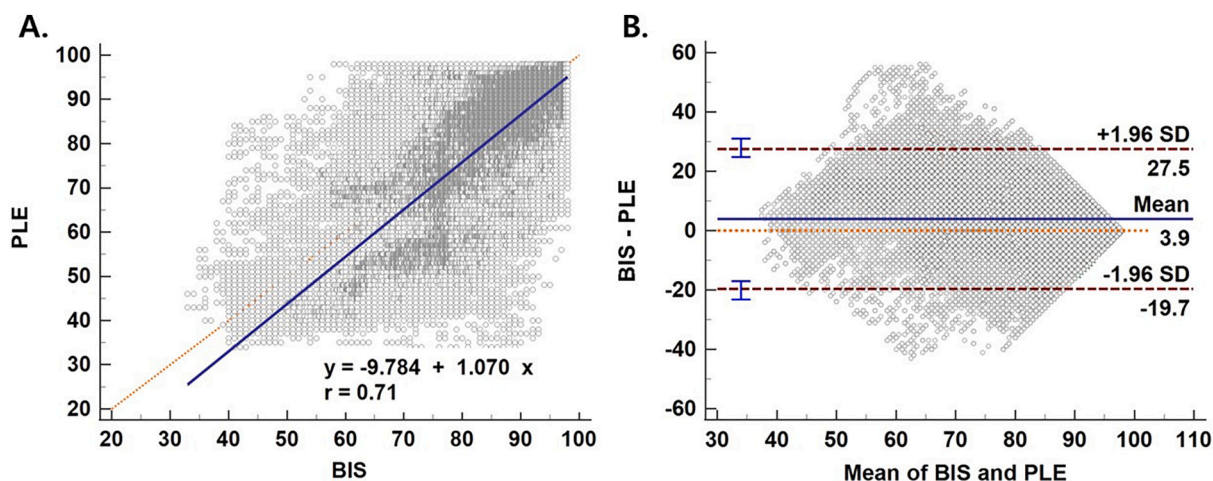 A.
PLE
100
90
80
70
60
50
40
30
20
y = -9.784 + 1.070 x
r = 0.71
20 30 40 50 60 70 80 90 100
BIS
B.
BIS - PLE
60
40
20
0
-20
-40
-60
+1.96 SD
27.5
Mean
3.9
-1.96 SD
-19.7
30 40 50 60 70 80 90 100 110
Mean of BIS and PLE